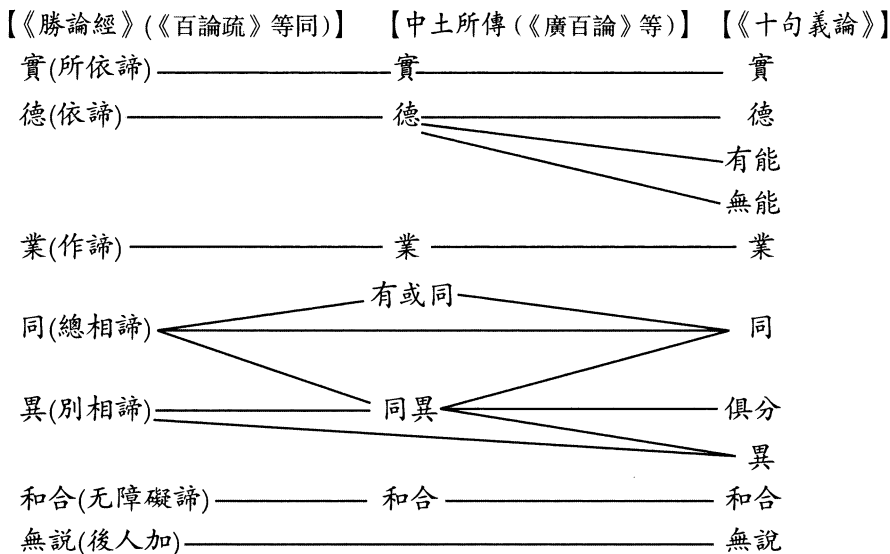 【《勝論經》(《百論疏》等同)】 【中土所傳(《廣百論》等)】 【《十句義論》】
實(所依諦) 實 實
德(依諦) 德 德
有能
無能
業(作諦) 業 業
有或同
同(總相諦) 同
異(別相諦) 同異 俱分
異
和合(无障礙諦) 和合 和合
無説(後人加) 無說